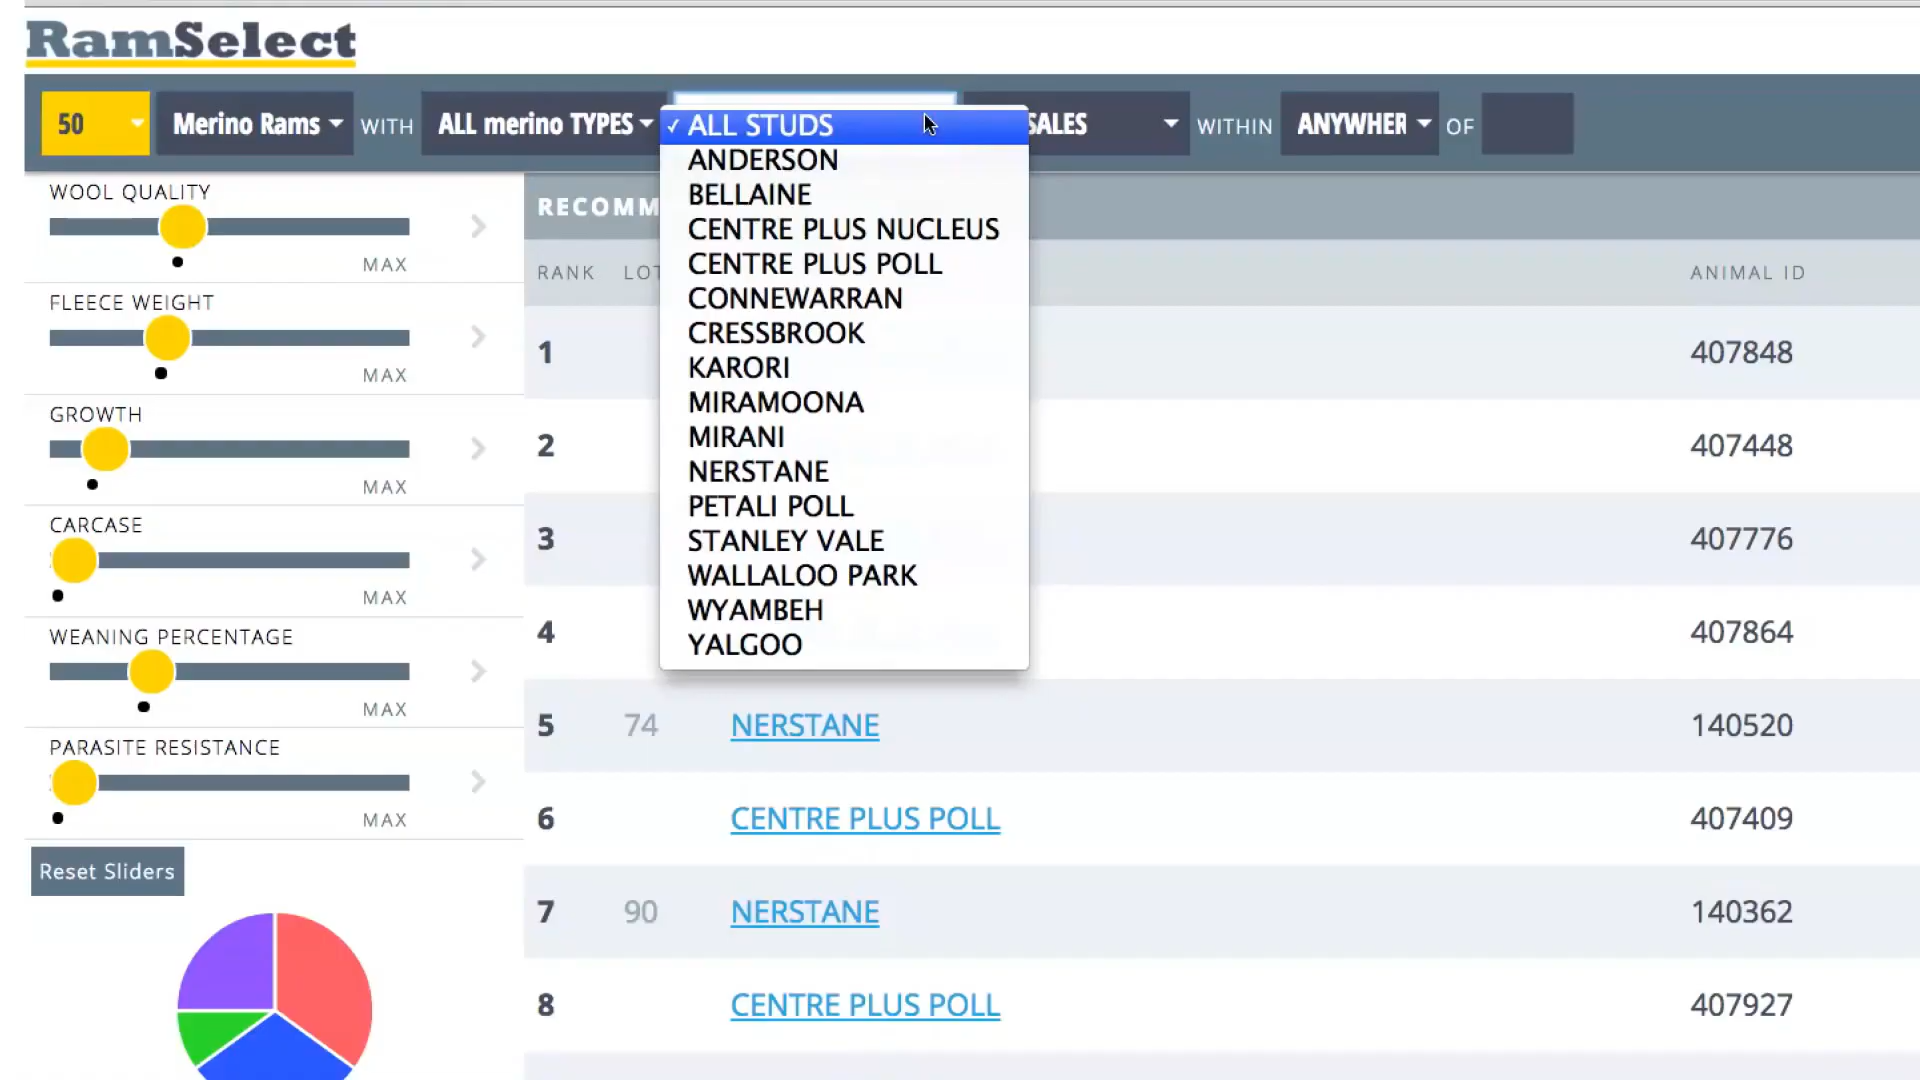 RamSelect
50 Merino Rams WITH ALL merino TYPES SALES WITHIN ANYWHER OF
✓ ALL STUDS
ANDERSON
BELLAINE
CENTRE PLUS NUCLEUS
CENTRE PLUS POLL
CONNEWARRAN
CRESSBROOK
KARORI
MIRAMOONA
MIRANI
NERSTANE
PETALI POLL
STANLEY VALE
WALLALOO PARK
WYAMBEH
YALGOO
WOOL QUALITY
MAX
FLEECE WEIGHT
MAX
GROWTH
MAX
CARCASE
MAX
WEANING PERCENTAGE
MAX
PARASITE RESISTANCE
MAX
Reset Sliders
RECOMM
RANK LOT ANIMAL ID
1 407848
2 407448
3 407776
4 407864
5 74 NERSTANE 140520
6 CENTRE PLUS POLL 407409
7 90 NERSTANE 140362
8 CENTRE PLUS POLL 407927